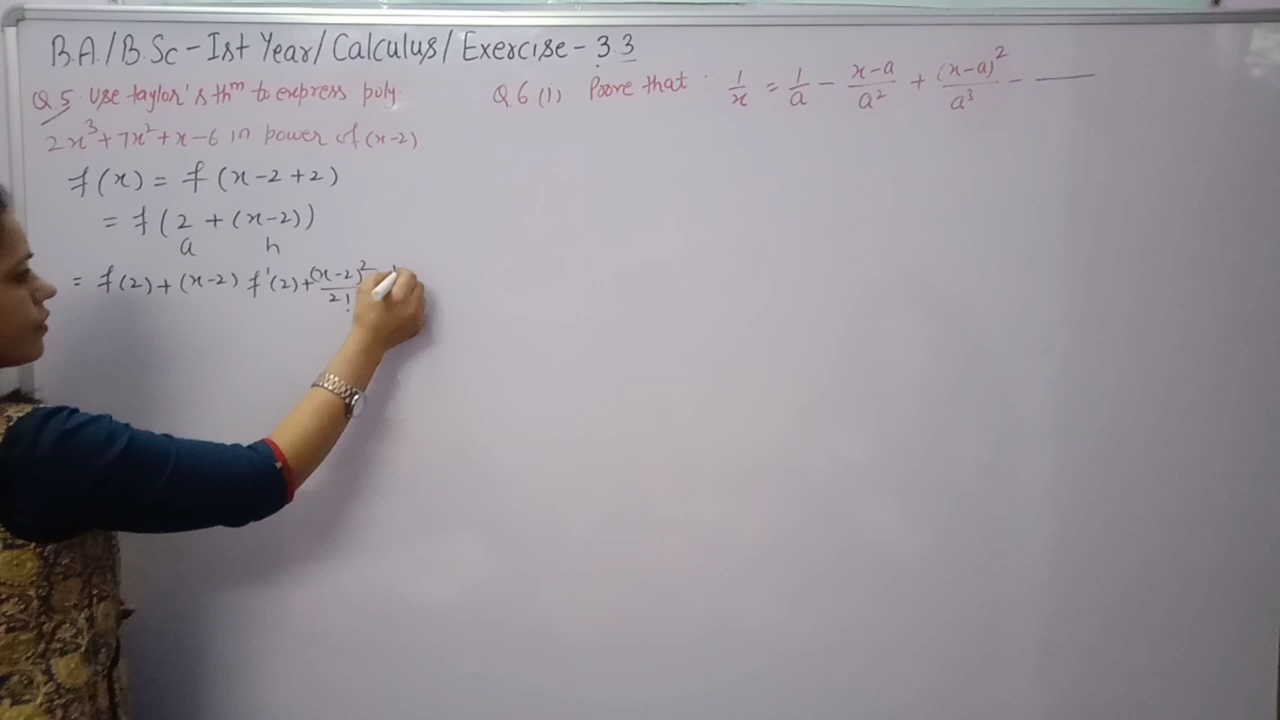 B.A./B.Sc - Ist Year/Calculus/Exercise - 3.3
Q 5 Use taylor's thm to express poly
2x³ + 7x² + x - 6 in power of (x-2)
f(x) = f(x-2+2)
= f(2 + (x-2))
a h
= f(2) + (x-2) f'(2) + (x-2)²/2!
Q.6 (i) Poove that : 1/x = 1/a - (x-a)/a² + (x-a)²/a³ - ——